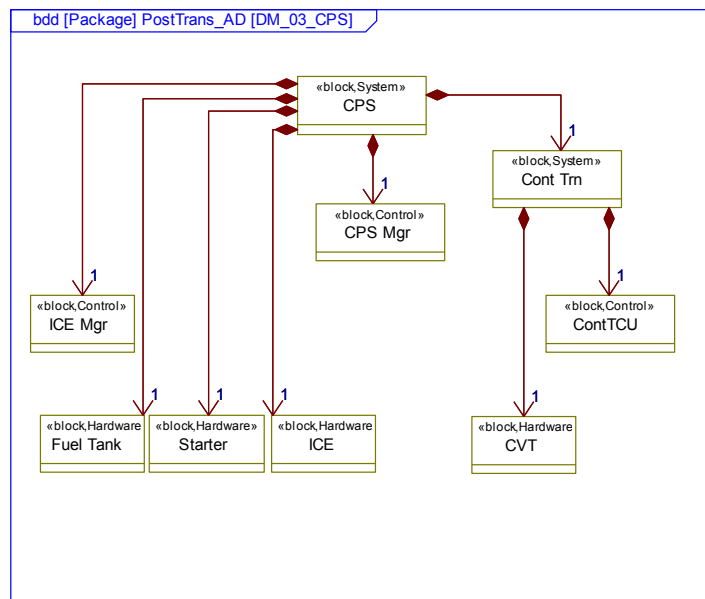 bdd [Package] PostTrans_AD [DM_03_CPS]
«block,System»
CPS
1
«block,System»
Cont Trn
1
«block,Control»
CPS Mgr
1
«block,Control»
ICE Mgr
1
«block,Control»
ContTCU
1
«block,Hardware
Fuel Tank
1
«block,Hardware»
Starter
1
«block,Hardware
ICE
1
«block,Hardware
CVT